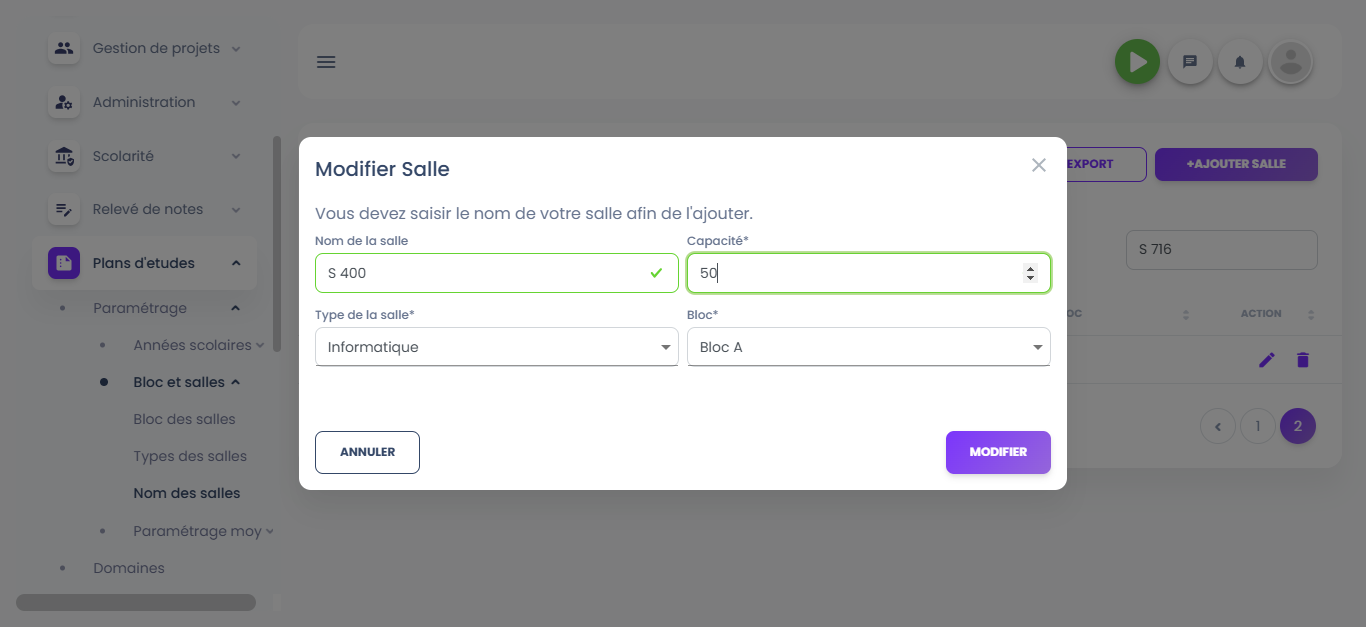 Gestion de projets
Administration
Scolarité
Relevé de notes
Plans d'etudes
Paramétrage
Années scolaires
Bloc et salles
Bloc des salles
Types des salles
Nom des salles
Paramétrage moy
Domaines
EXPORT
+AJOUTER SALLE
S 716
OC
ACTION
1
2
Modifier Salle
Vous devez saisir le nom de votre salle afin de l'ajouter.
Nom de la salle
Capacité*
S 400
50
Type de la salle*
Bloc*
Informatique
Bloc A
ANNULER
MODIFIER